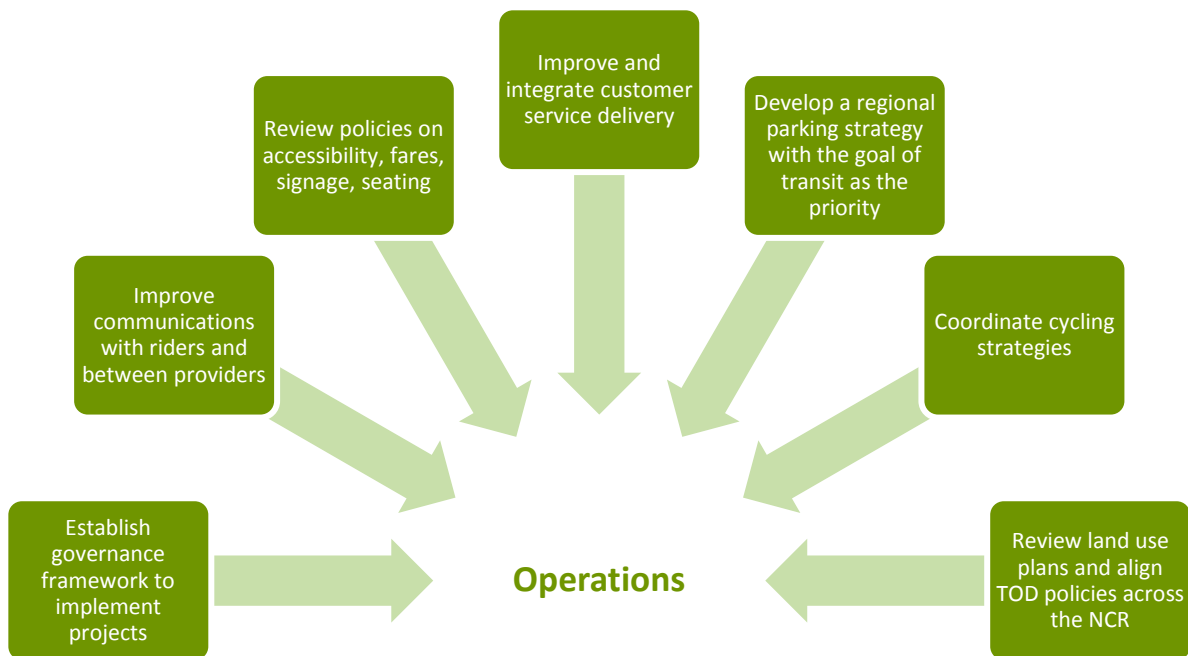 Improve and
integrate customer
service delivery
Review policies on
accessibility, fares,
signage, seating
Develop a regional
parking strategy
with the goal of
transit as the
priority
Improve
communications
with riders and
between providers
Coordinate cycling
strategies
Establish
governance
framework to
implement
projects
Operations
Review land use
plans and align
TOD policies across
the NCR